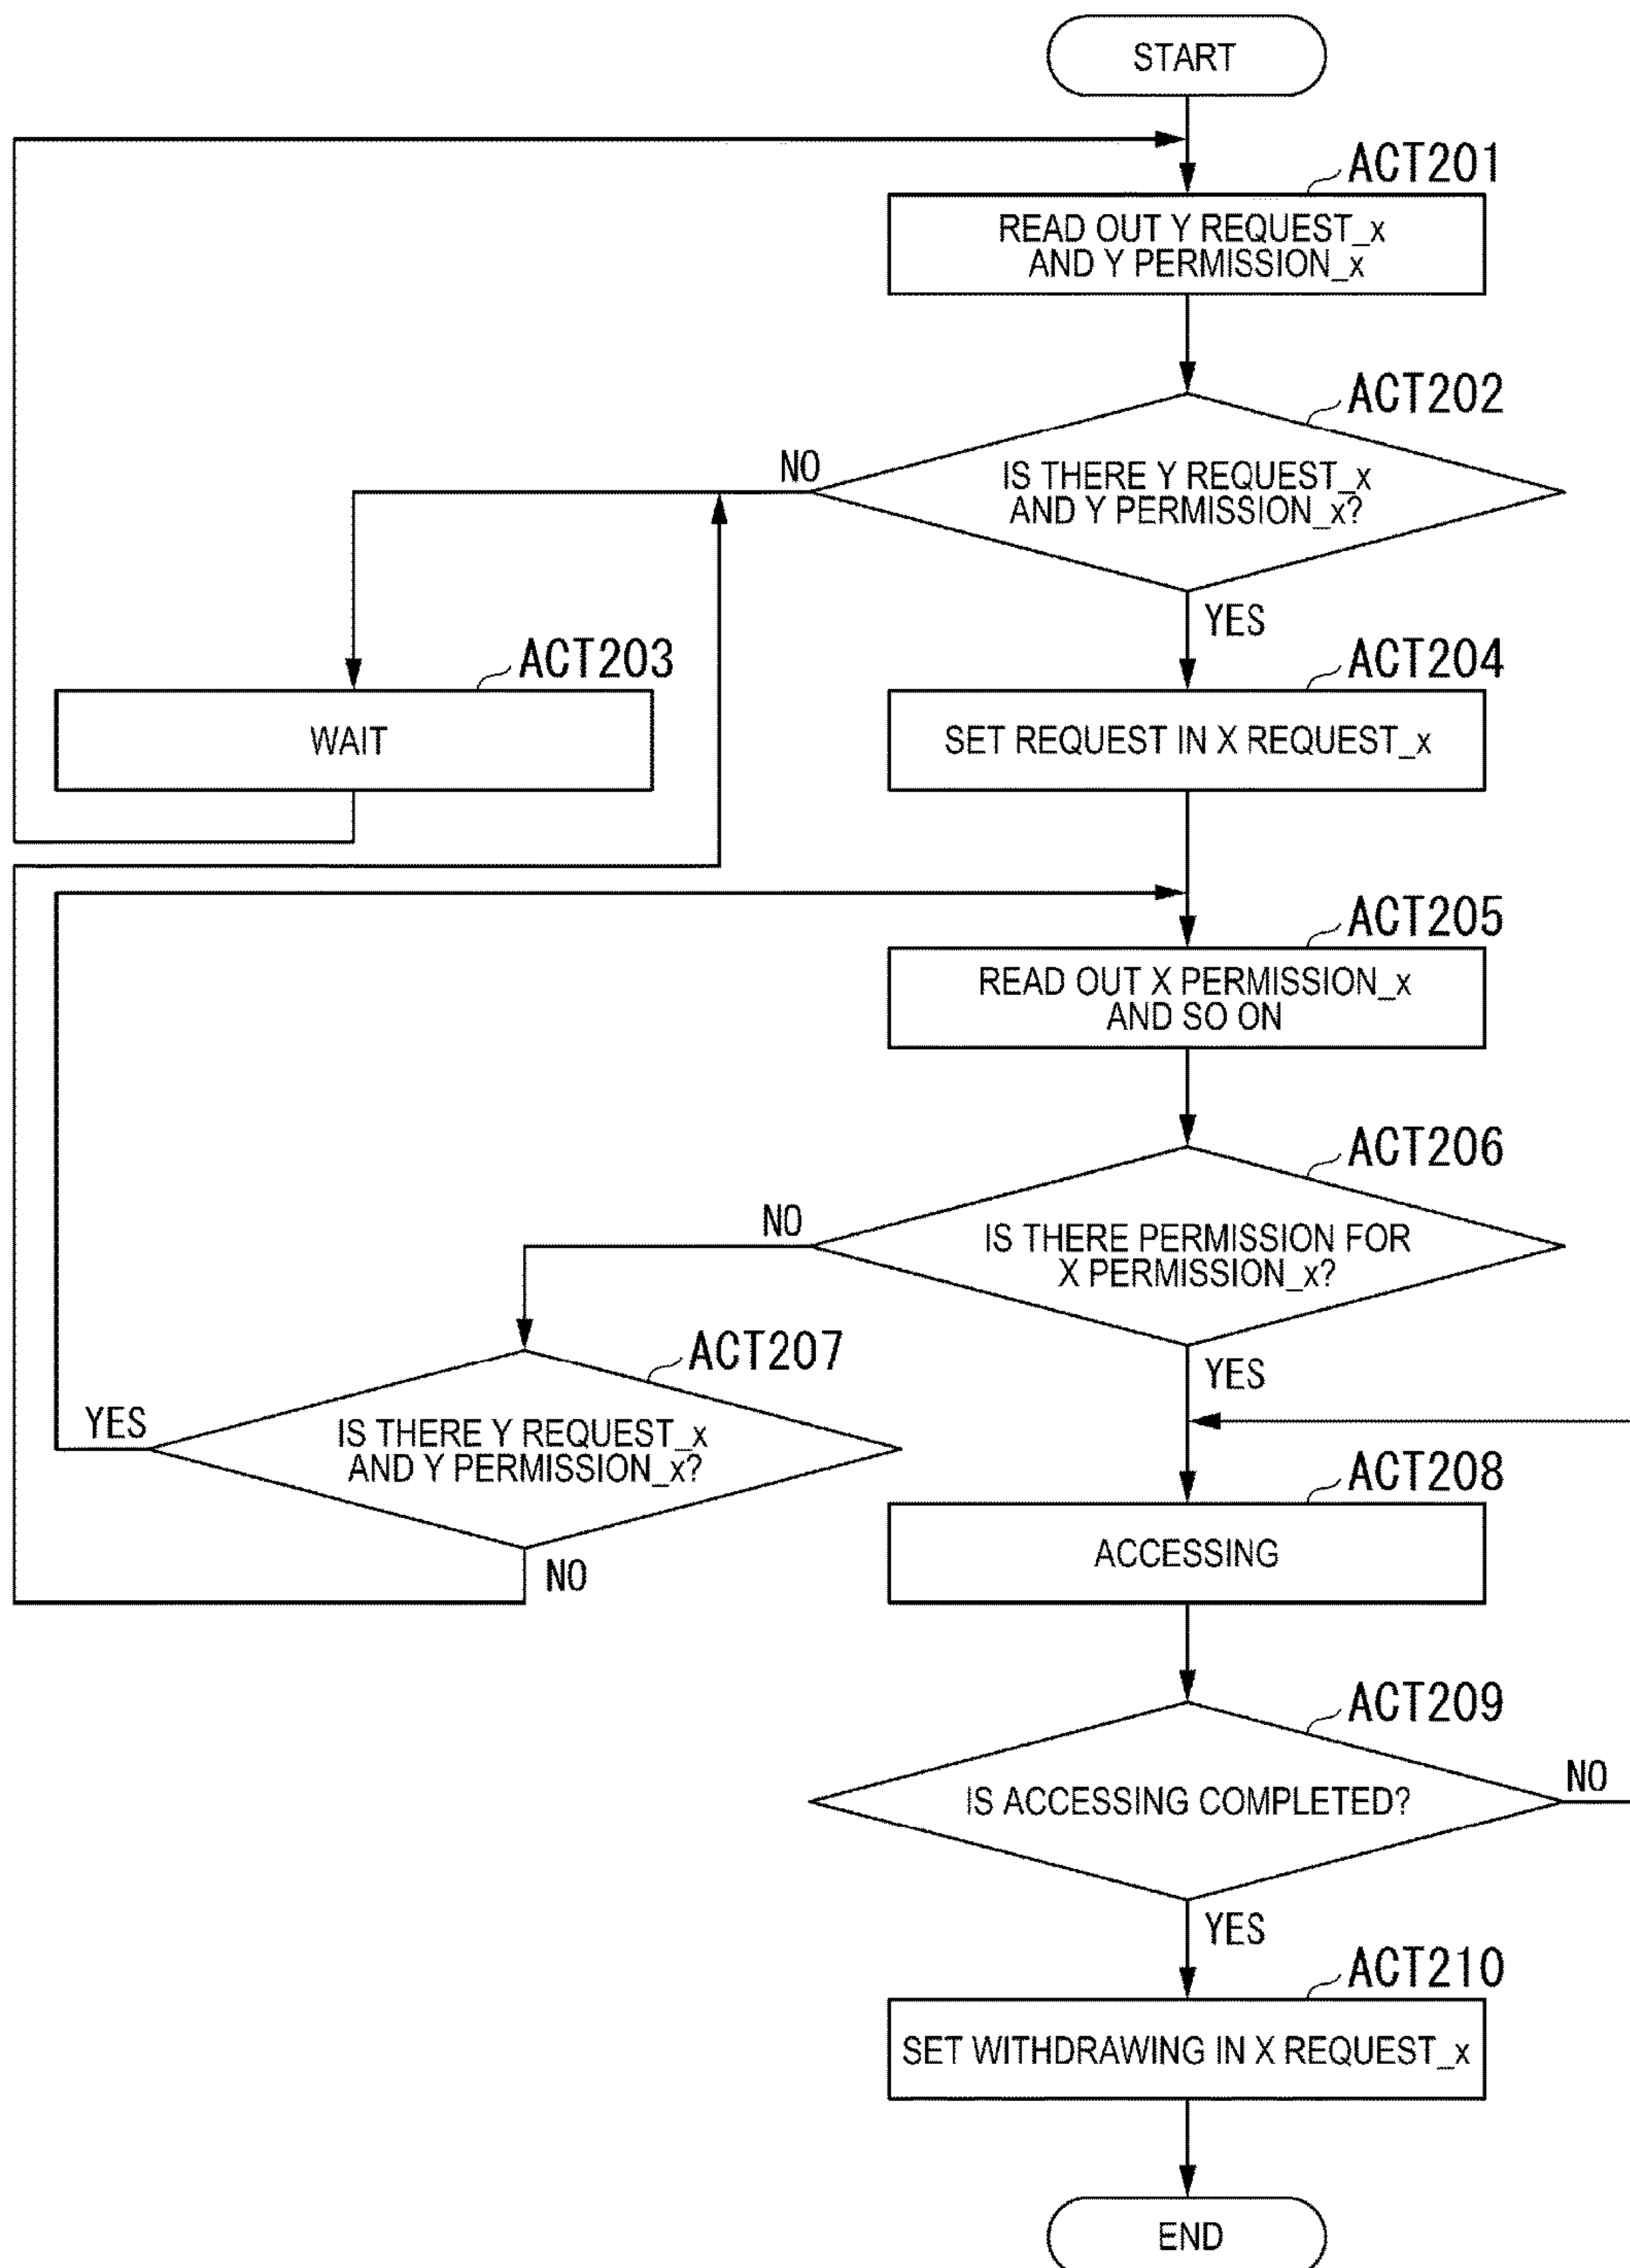 START
ACT201
READ OUT Y REQUEST_x
AND Y PERMISSION_x
ACT202
NO
IS THERE Y REQUEST_x
AND Y PERMISSION_x?
YES
ACT203
WAIT
ACT204
SET REQUEST IN X REQUEST_x
ACT205
READ OUT X PERMISSION_x
AND SO ON
ACT206
NO
IS THERE PERMISSION FOR
X PERMISSION_x?
YES
ACT207
YES
IS THERE Y REQUEST_x
AND Y PERMISSION_x?
NO
ACT208
ACCESSING
ACT209
IS ACCESSING COMPLETED?
NO
YES
ACT210
SET WITHDRAWING IN X REQUEST_x
END